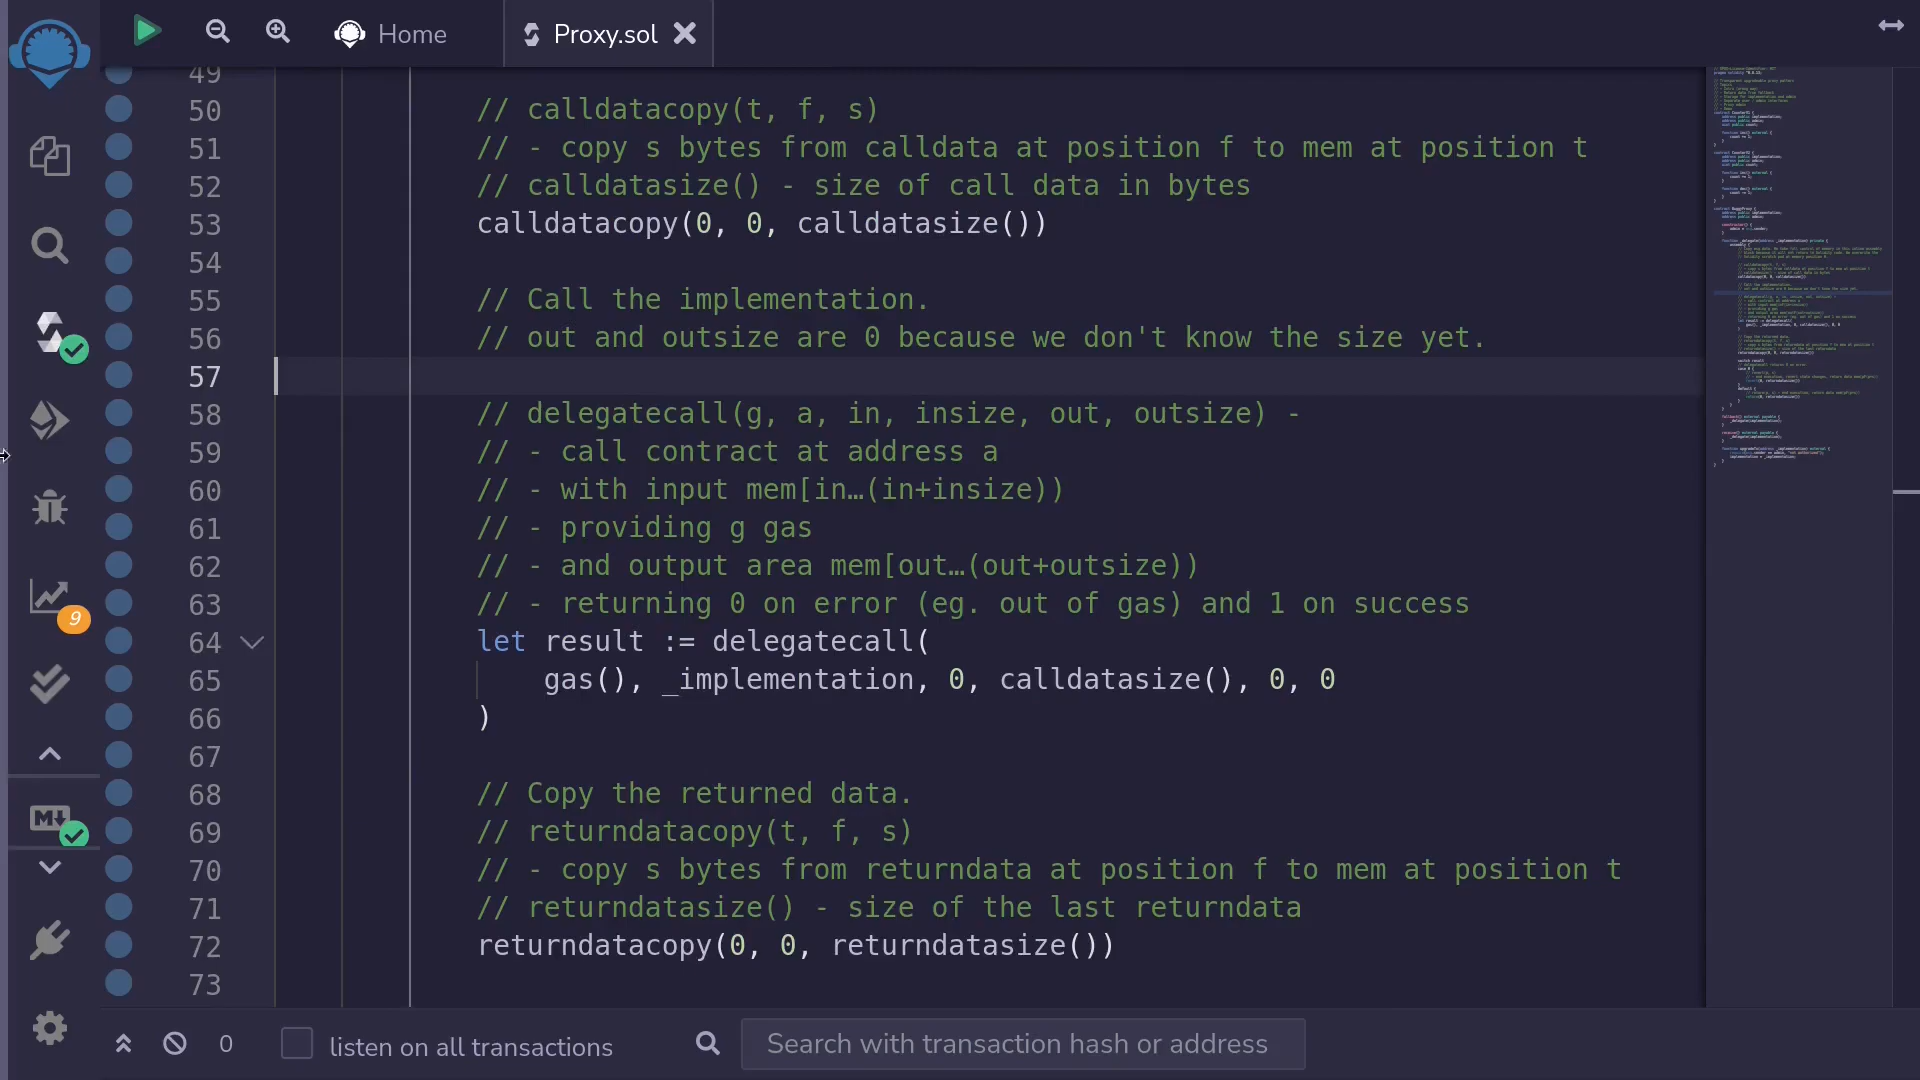 Home
Proxy.sol
49
50 // calldatacopy(t, f, s)
51 // - copy s bytes from calldata at position f to mem at position t
52 // calldatasize() - size of call data in bytes
53 calldatacopy(0, 0, calldatasize())
54
55 // Call the implementation.
56 // out and outsize are 0 because we don't know the size yet.
57
58 // delegatecall(g, a, in, insize, out, outsize) -
59 // - call contract at address a
60 // - with input mem[in…(in+insize))
61 // - providing g gas
62 // - and output area mem[out…(out+outsize))
63 // - returning 0 on error (eg. out of gas) and 1 on success
64 let result := delegatecall(
65 gas(), _implementation, 0, calldatasize(), 0, 0
66 )
67
68 // Copy the returned data.
69 // returndatacopy(t, f, s)
70 // - copy s bytes from returndata at position f to mem at position t
71 // returndatasize() - size of the last returndata
72 returndatacopy(0, 0, returndatasize())
73
9
M
0
listen on all transactions
Search with transaction hash or address